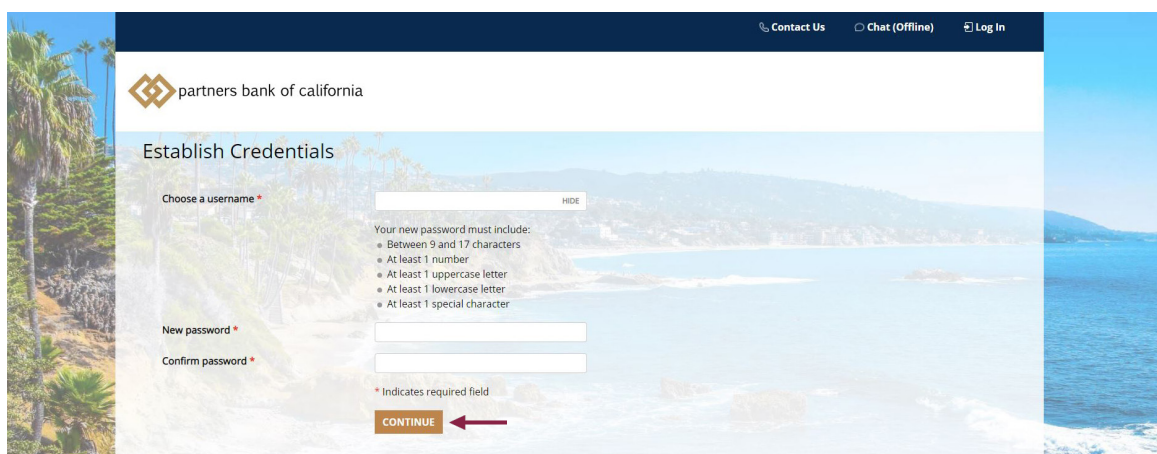 Contact Us Chat (Offline) Log In
partners bank of california
Establish Credentials
Choose a username *
HIDE
Your new password must include:
Between 9 and 17 characters
At least 1 number
At least 1 uppercase letter
At least 1 lowercase letter
At least 1 special character
New password *
Confirm password *
* Indicates required field
CONTINUE